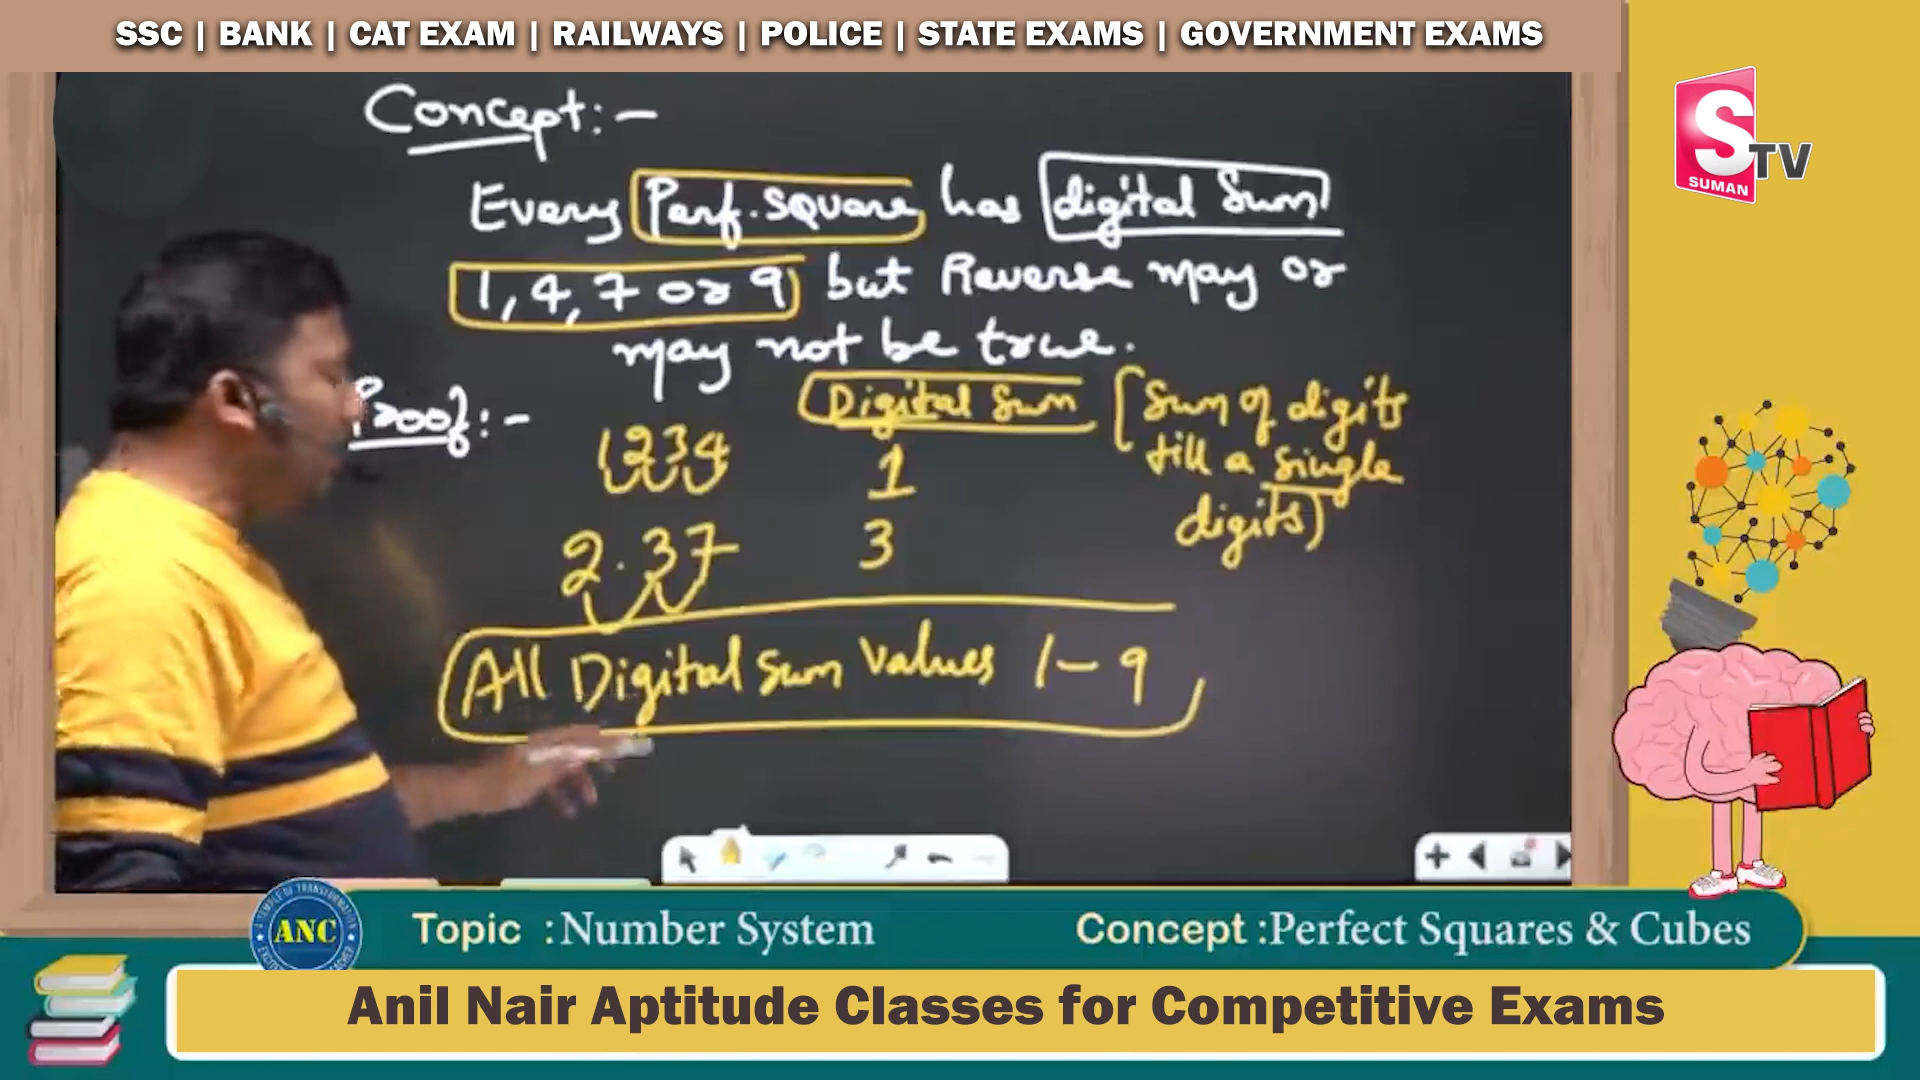 SSC | BANK | CAT EXAM | RAILWAYS | POLICE | STATE EXAMS | GOVERNMENT EXAMS
S
TV
SUMAN
Concept:-
Every Perf. Square has digital Sum
1, 4, 7 or 9 but Reverse may or
may not be true.
Proof:-
Digital Sum
[Sum of digits
till a single
digits)
1234 1
2.37 3
All Digital Sum Values 1-9
ANC
Topic : Number System
Concept : Perfect Squares & Cubes
Anil Nair Aptitude Classes for Competitive Exams